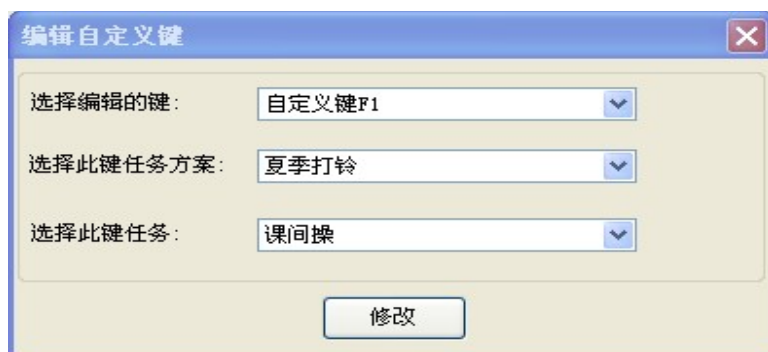 编辑自定义键
选择编辑的键: 自定义键F1
选择此键任务方案: 夏季打铃
选择此键任务: 课间操
修改